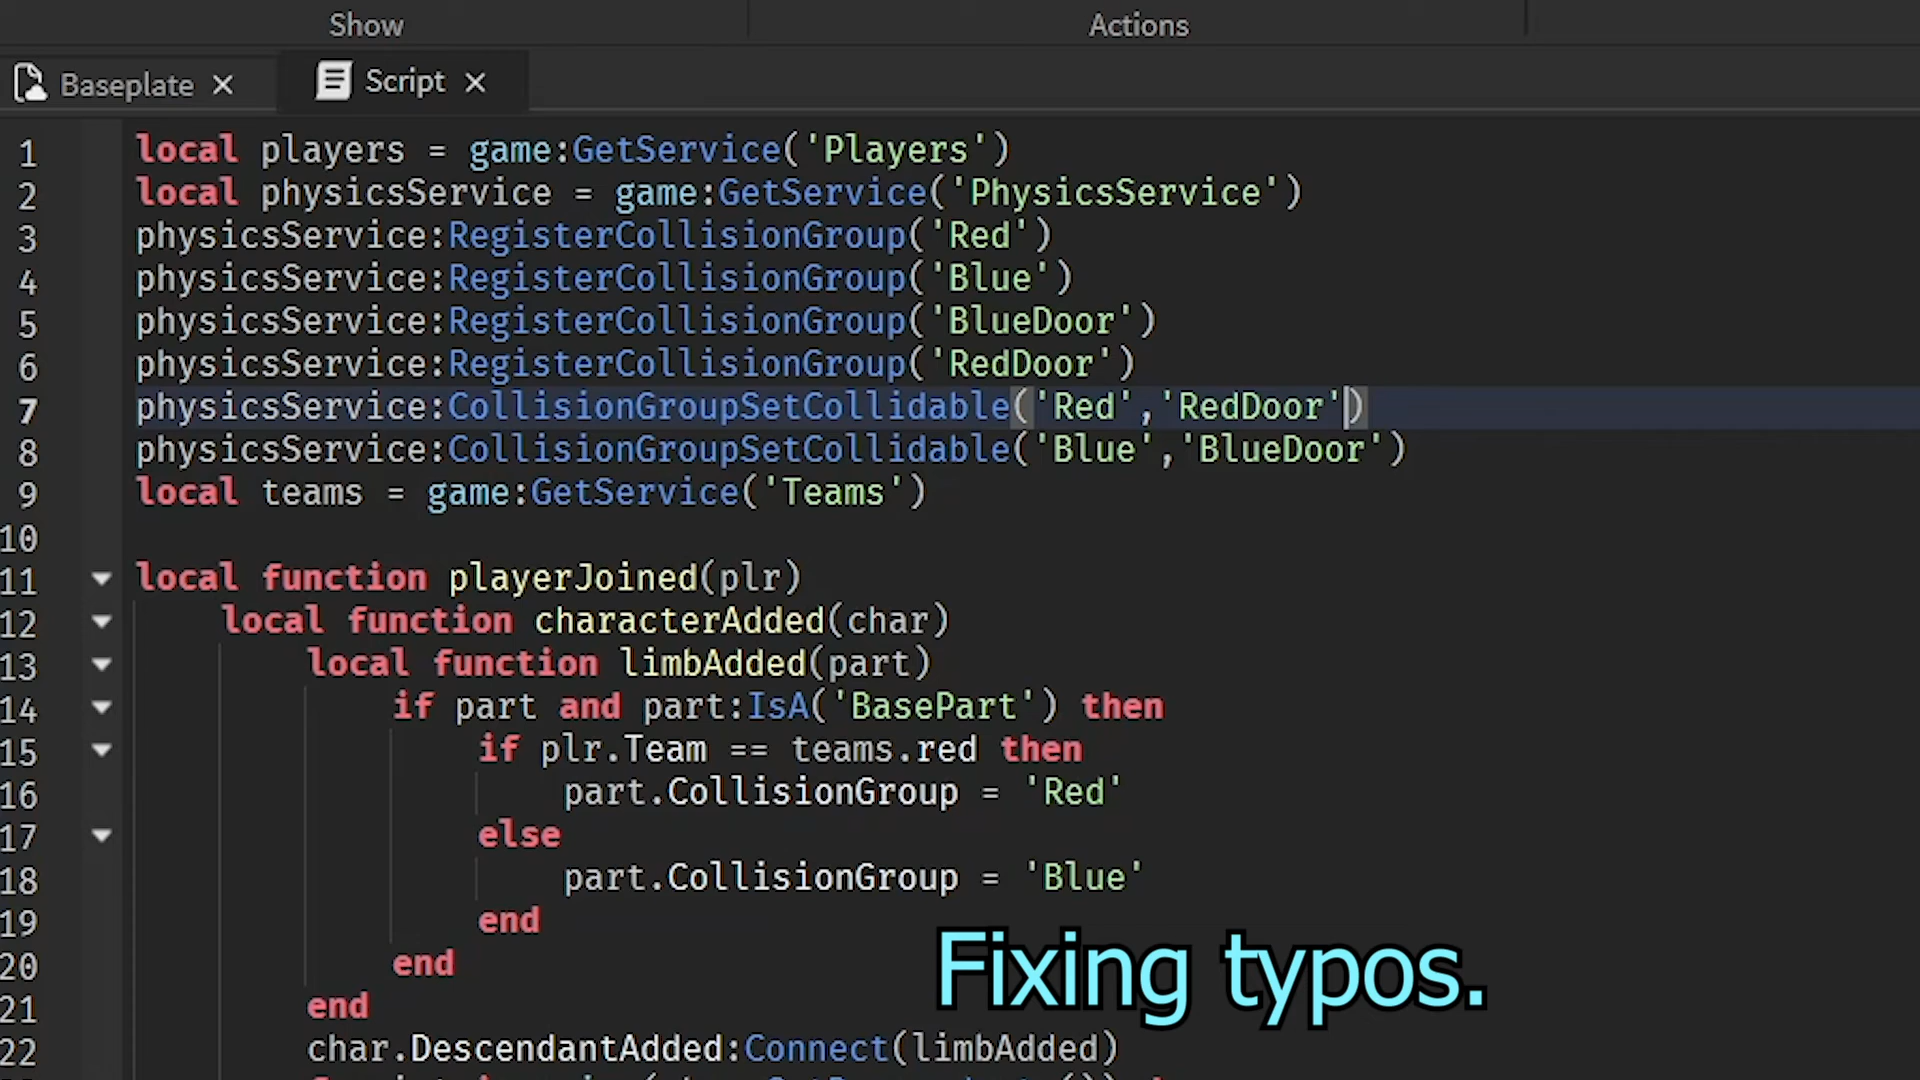 Show Actions
Baseplate Script
1 local players = game:GetService('Players')
2 local physicsService = game:GetService('PhysicsService')
3 physicsService:RegisterCollisionGroup('Red')
4 physicsService:RegisterCollisionGroup('Blue')
5 physicsService:RegisterCollisionGroup('BlueDoor')
6 physicsService:RegisterCollisionGroup('RedDoor')
7 physicsService:CollisionGroupSetCollidable('Red','RedDoor')
8 physicsService:CollisionGroupSetCollidable('Blue','BlueDoor')
9 local teams = game:GetService('Teams')
10
11 local function playerJoined(plr)
12 local function characterAdded(char)
13 local function limbAdded(part)
14 if part and part:IsA('BasePart') then
15 if plr.Team == teams.red then
16 part.CollisionGroup = 'Red'
17 else
18 part.CollisionGroup = 'Blue'
19 end
20 end
21 end
22 char.DescendantAdded:Connect(limbAdded)
Fixing typos.